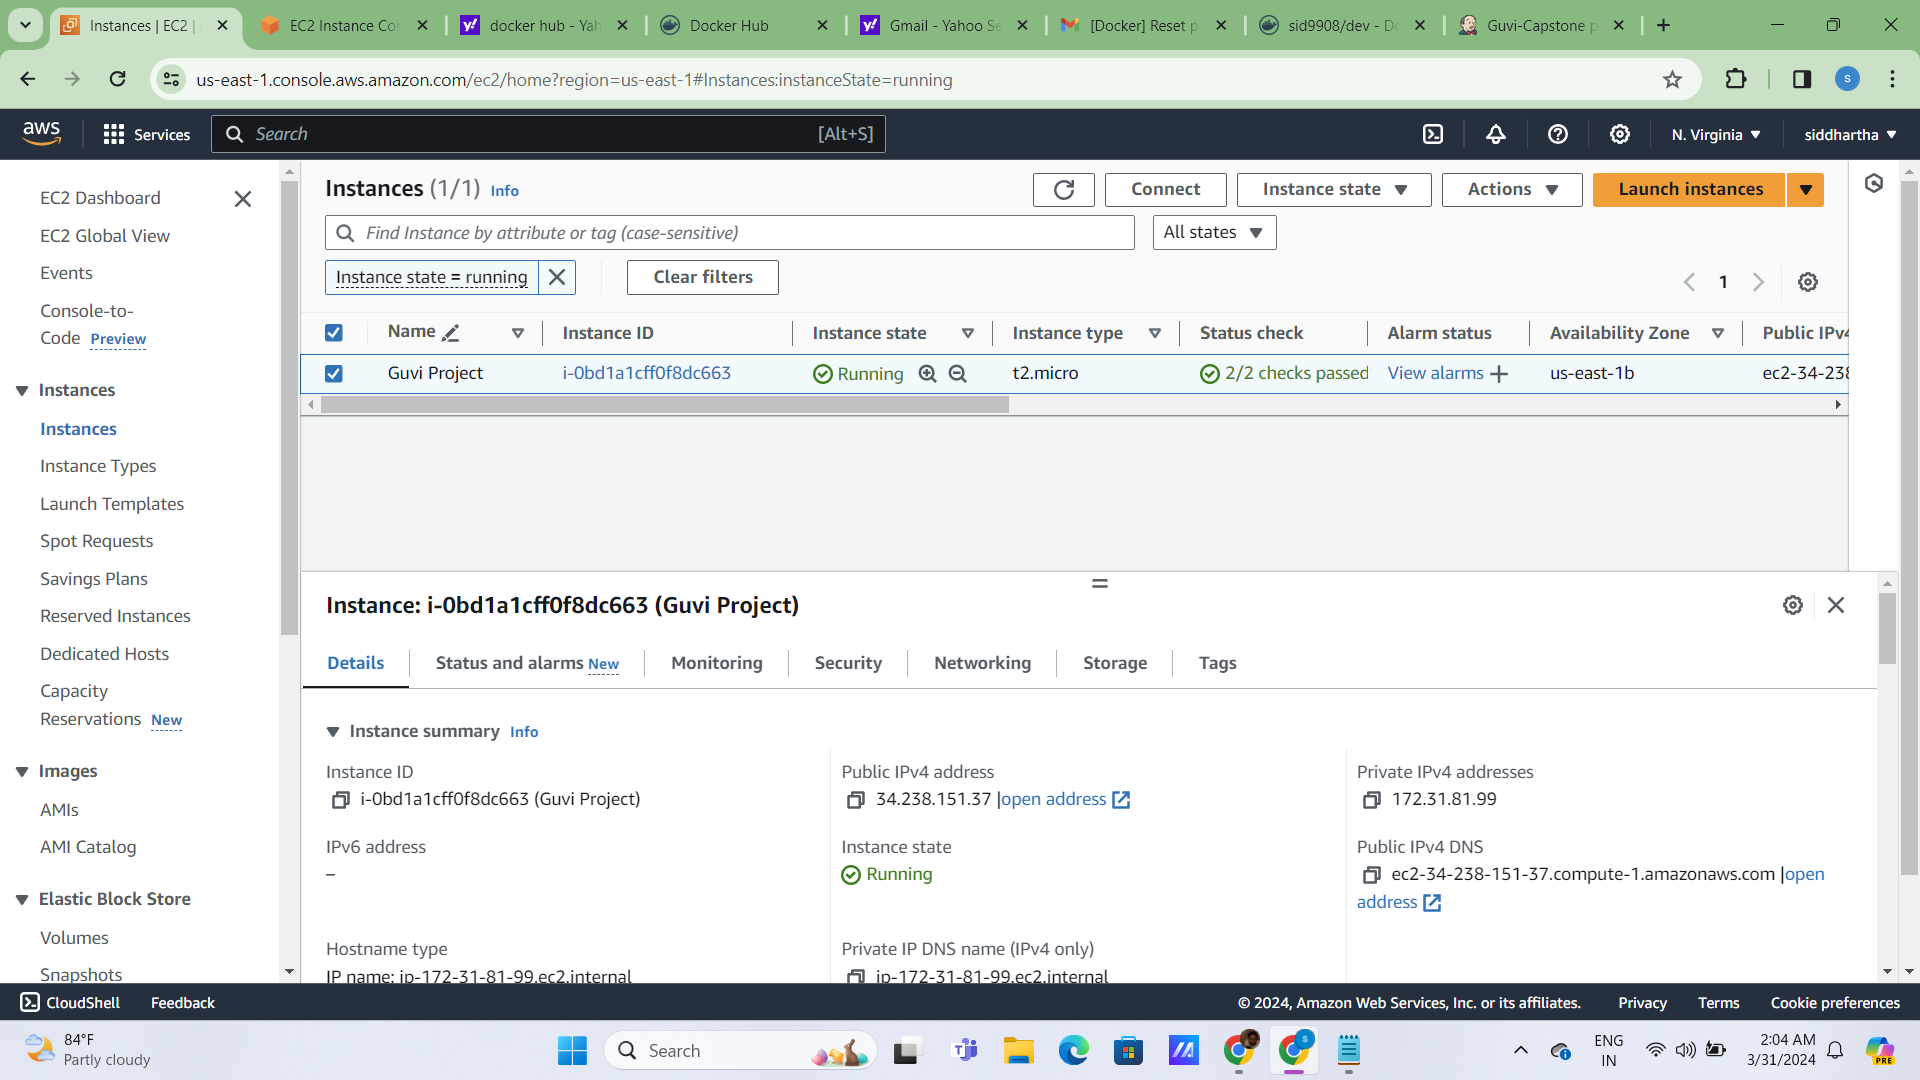 Instances | EC2 |
EC2 Instance Con
docker hub - Yah
Docker Hub
Gmail - Yahoo Se
[Docker] Reset p
sid9908/dev - Do
Guvi-Capstone p
us-east-1.console.aws.amazon.com/ec2/home?region=us-east-1#Instances:instanceState=running
S
aws
Services
Search
[Alt+S]
N. Virginia
siddhartha
EC2 Dashboard
EC2 Global View
Events
Console-to-
Code Preview
Instances
Instances
Instance Types
Launch Templates
Spot Requests
Savings Plans
Reserved Instances
Dedicated Hosts
Capacity
Reservations New
Images
AMIs
AMI Catalog
Elastic Block Store
Volumes
Snapshots
Instances (1/1) Info
Connect
Instance state
Actions
Launch instances
Find Instance by attribute or tag (case-sensitive)
All states
Instance state = running
Clear filters
1
Name Instance ID Instance state Instance type Status check Alarm status Availability Zone Public IPv4
Guvi Project i-0bd1a1cff0f8dc663 Running t2.micro 2/2 checks passed View alarms + us-east-1b ec2-34-238
Instance: i-0bd1a1cff0f8dc663 (Guvi Project)
Details Status and alarms New Monitoring Security Networking Storage Tags
Instance summary Info
Instance ID
i-0bd1a1cff0f8dc663 (Guvi Project)
Public IPv4 address
34.238.151.37 |open address
Private IPv4 addresses
172.31.81.99
IPv6 address
–
Instance state
Running
Public IPv4 DNS
ec2-34-238-151-37.compute-1.amazonaws.com |open
address
Hostname type
IP name: ip-172-31-81-99.ec2.internal
Private IP DNS name (IPv4 only)
ip-172-31-81-99.ec2.internal
CloudShell Feedback
© 2024, Amazon Web Services, Inc. or its affiliates. Privacy Terms Cookie preferences
84°F
Partly cloudy
Search
ENG
IN
2:04 AM
3/31/2024
PRE